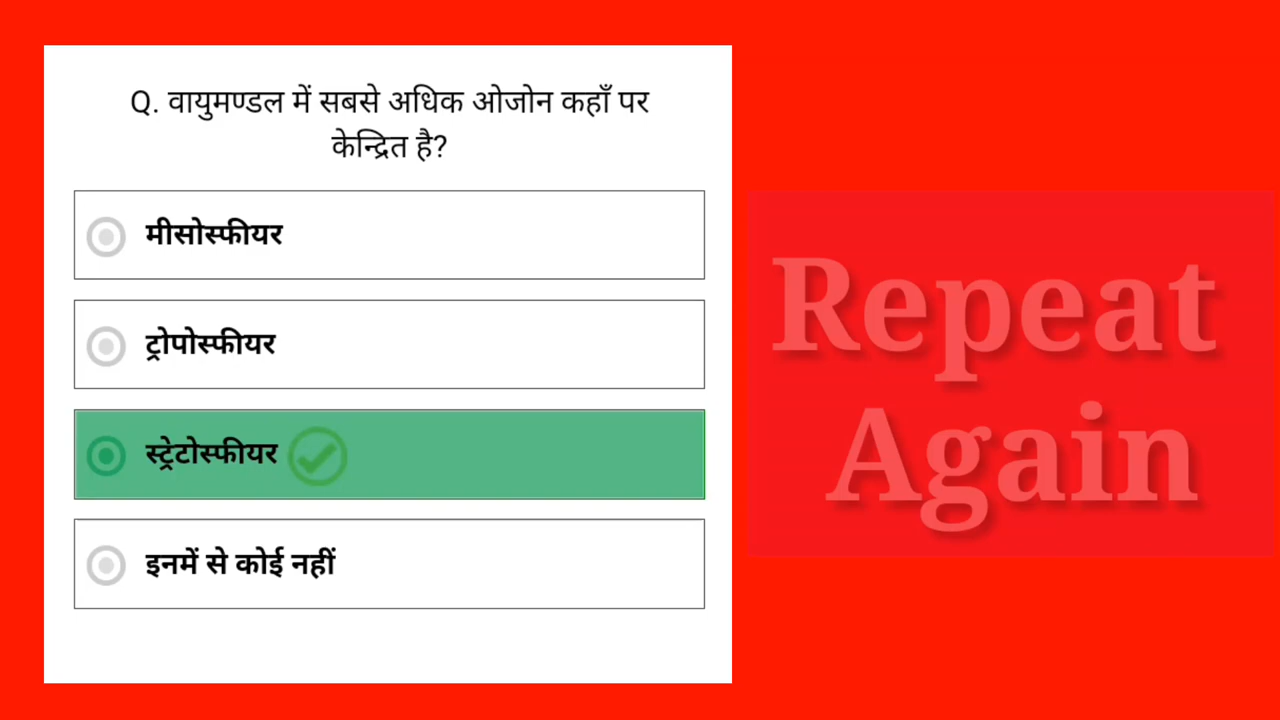 Q. वायुमण्डल में सबसे अधिक ओजोन कहाँ पर
केन्द्रित है?
मीसोस्फीयर
ट्रोपोस्फीयर
स्ट्रेटोस्फीयर
इनमें से कोई नहीं
Repeat
Again